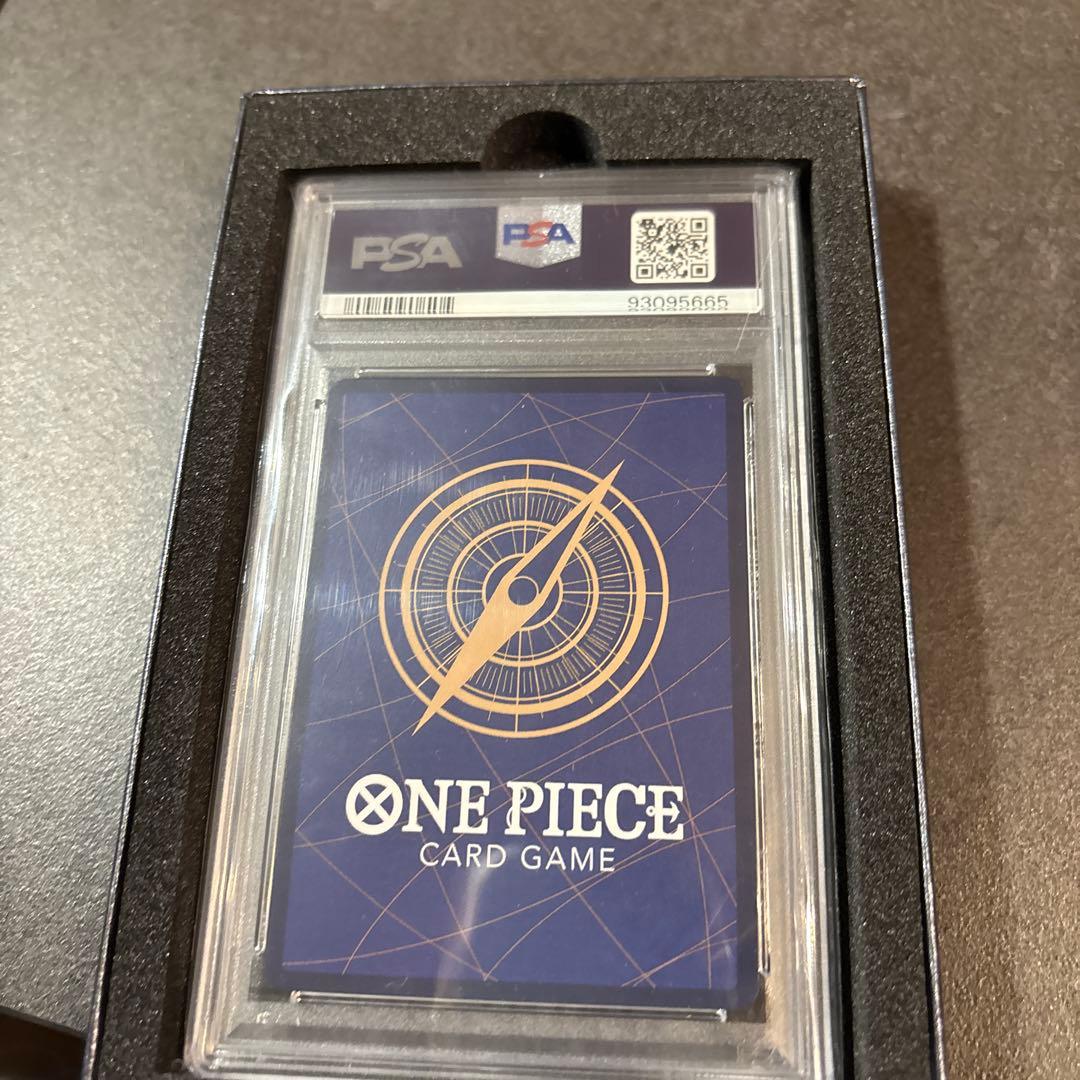 PSA
PSA
93095665
ONE PIECE
CARD GAME